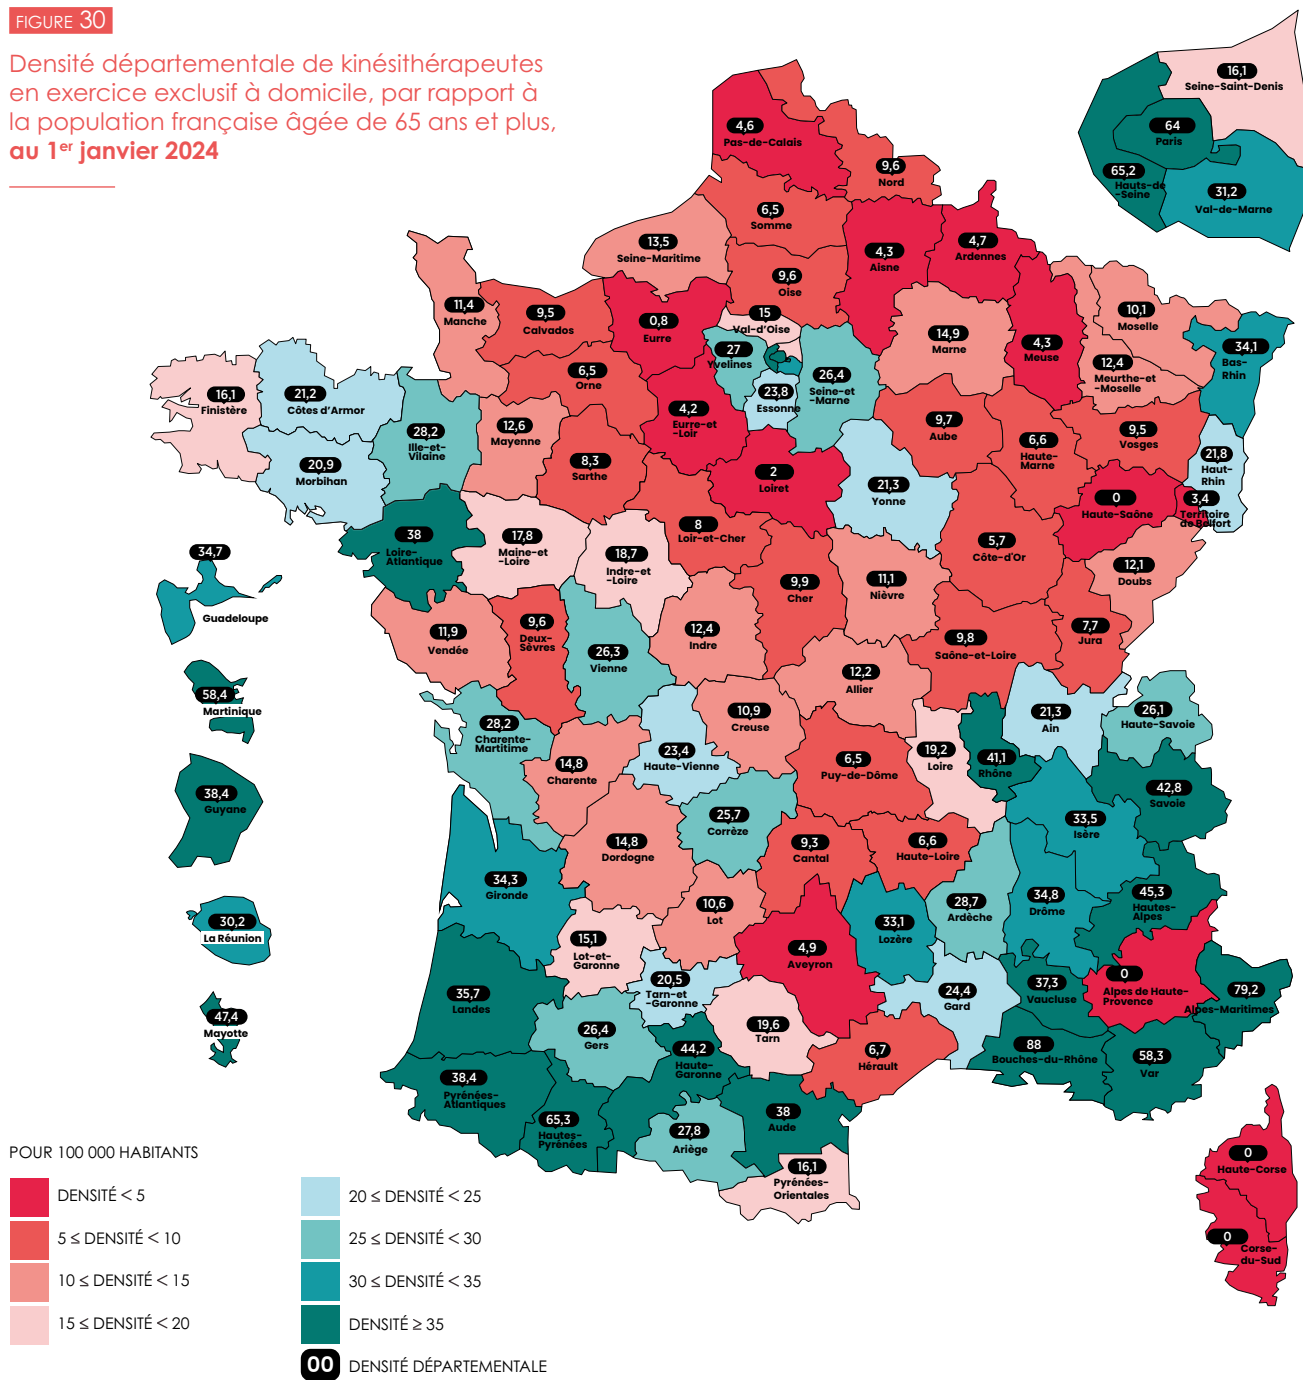 FIGURE 30
Densité départementale de kinésithérapeutes
en exercice exclusif à domicile, par rapport à
la population française âgée de 65 ans et plus,
au 1er janvier 2024
16,1
Seine-Saint-Denis
64
Paris
65,2
Hauts-de
-Seine
31,2
Val-de-Marne
4,6
Pas-de-Calais
9,6
Nord
6,5
Somme
13,5
Seine-Maritime
4,3
Aisne
4,7
Ardennes
9,6
Oise
11,4
Manche
9,5
Calvados
0,8
Eurre
15
Val-d'Oise
14,9
Marne
4,3
Meuse
10,1
Moselle
34,1
Bas-
Rhin
27
Yvelines
12,4
Meurthe-et
-Moselle
6,5
Orne
26,4
Seine-et
-Marne
23,8
Essonne
16,1
Finistère
21,2
Côtes d'Armor
4,2
Eurre-et
-Loir
9,7
Aube
28,2
Ille-et-
Vilaine
12,6
Mayenne
6,6
Haute-
Marne
9,5
Vosges
21,8
Haut-
Rhin
20,9
Morbihan
8,3
Sarthe
2
Loiret
21,3
Yonne
0
Haute-Saône
3,4
Territoire
de Belfort
38
Loire-
Atlantique
17,8
Maine-et
-Loire
18,7
Indre-et
-Loire
8
Loir-et-Cher
5,7
Côte-d'Or
34,7
Guadeloupe
9,9
Cher
11,1
Nièvre
12,1
Doubs
11,9
Vendée
9,6
Deux-
Sèvres
26,3
Vienne
12,4
Indre
9,8
Saône-et-Loire
7,7
Jura
12,2
Allier
58,4
Martinique
28,2
Charente-
Martitime
10,9
Creuse
21,3
Ain
26,1
Haute-Savoie
14,8
Charente
23,4
Haute-Vienne
6,5
Puy-de-Dôme
19,2
Loire
41,1
Rhône
42,8
Savoie
38,4
Guyane
25,7
Corrèze
33,5
Isère
14,8
Dordogne
9,3
Cantal
6,6
Haute-Loire
34,3
Gironde
28,7
Ardèche
34,8
Drôme
45,3
Hautes-
Alpes
30,2
La Réunion
10,6
Lot
33,1
Lozère
15,1
Lot-et-
Garonne
4,9
Aveyron
20,5
Tarn-et
-Garonne
24,4
Gard
37,3
Vaucluse
0
Alpes de Haute-
Provence
79,2
Alpes-Maritimes
35,7
Landes
47,4
Mayotte
26,4
Gers
19,6
Tarn
44,2
Haute-
Garonne
6,7
Hérault
88
Bouches-du-Rhône
58,3
Var
38,4
Pyrénées-
Atlantiques
65,3
Hautes-
Pyrénées
38
Aude
27,8
Ariège
16,1
Pyrénées-
Orientales
0
Haute-Corse
0
Corse-
du-Sud
POUR 100 000 HABITANTS
DENSITÉ < 5
5 ≤ DENSITÉ < 10
10 ≤ DENSITÉ < 15
15 ≤ DENSITÉ < 20
20 ≤ DENSITÉ < 25
25 ≤ DENSITÉ < 30
30 ≤ DENSITÉ < 35
DENSITÉ ≥ 35
00 DENSITÉ DÉPARTEMENTALE